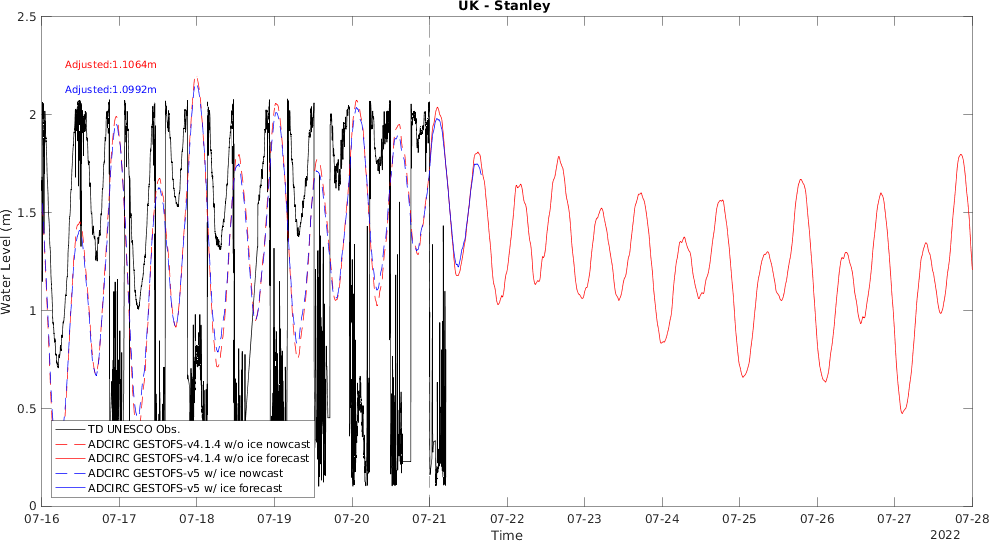 UK - Stanley
2.5
2
1.5
1
0.5
0
Water Level (m)
Adjusted:1.1064m
Adjusted:1.0992m
TD UNESCO Obs.
ADCIRC GESTOFS-v4.1.4 w/o ice nowcast
ADCIRC GESTOFS-v4.1.4 w/o ice forecast
ADCIRC GESTOFS-v5 w/ ice nowcast
ADCIRC GESTOFS-v5 w/ ice forecast
07-16 07-17 07-18 07-19 07-20 07-21 07-22 07-23 07-24 07-25 07-26 07-27 07-28
Time
2022